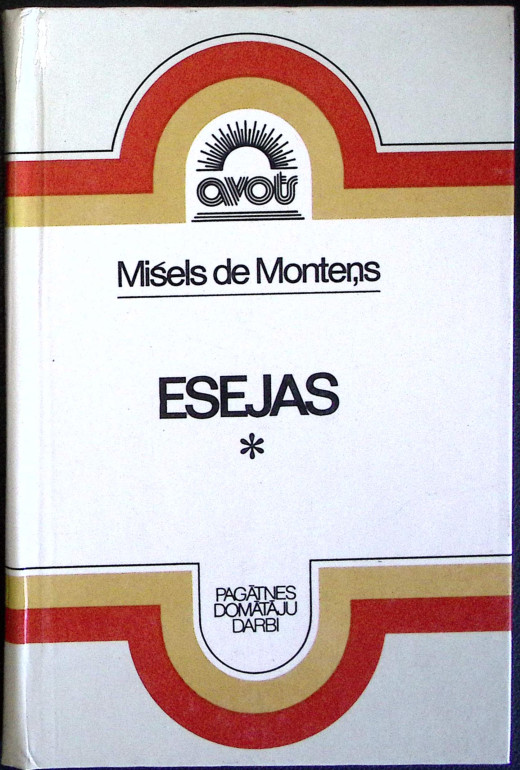 avots
Mišels de Monteņs
ESEJAS
*
PAGĀTNES
DOMĀTĀJU
DARBI